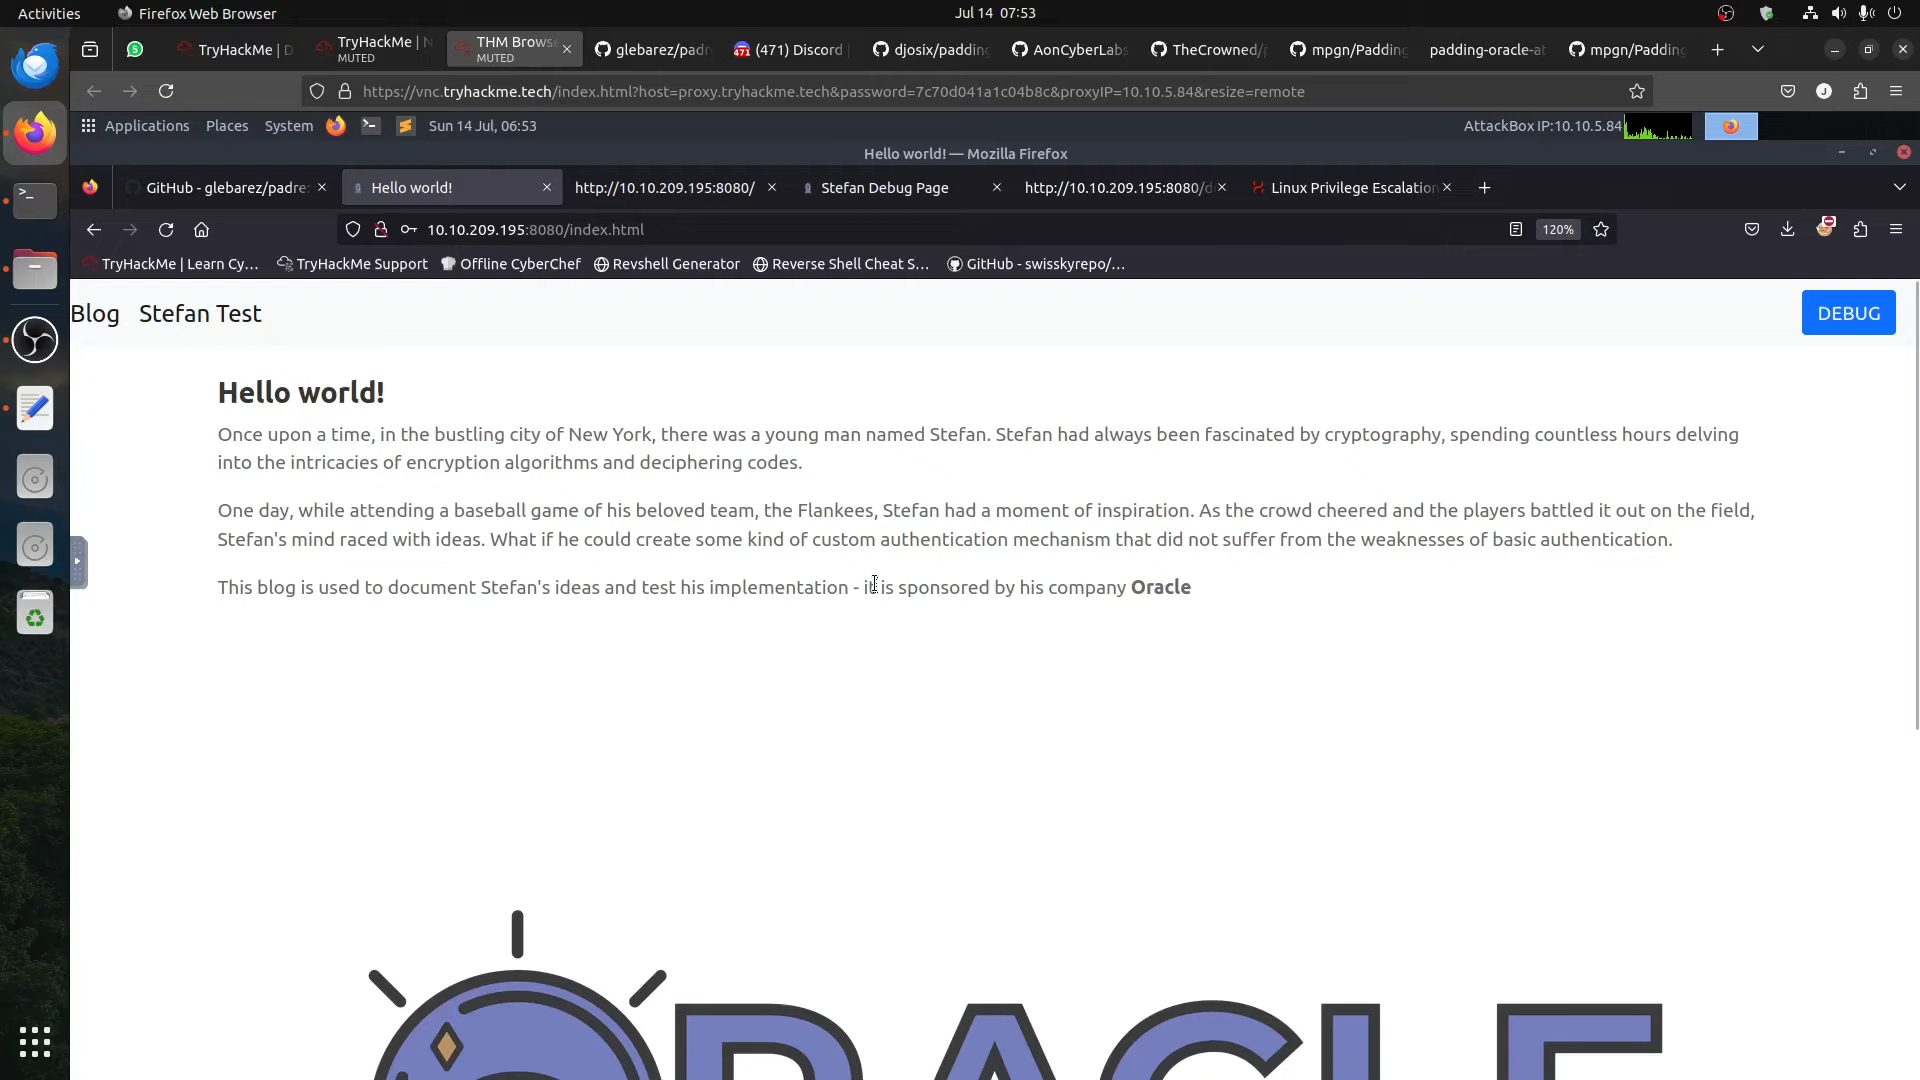 Activities Firefox Web Browser Jul 14 07:53
TryHackMe | D TryHackMe | N MUTED THM Browse MUTED glebarez/padr 471 (471) Discord djosix/padding AonCyberLabs TheCrowned/p mpgn/Padding padding-oracle-at mpgn/Padding
https://vnc.tryhackme.tech/index.html?host=proxy.tryhackme.tech&password=7c70d041a1c04b8c&proxyIP=10.10.5.84&resize=remote J
Applications Places System Sun 14 Jul, 06:53 AttackBox IP:10.10.5.84
Hello world! — Mozilla Firefox
GitHub - glebarez/padre: Hello world! http://10.10.209.195:8080/ Stefan Debug Page http://10.10.209.195:8080/d Linux Privilege Escalation
10.10.209.195:8080/index.html 120%
TryHackMe | Learn Cy... TryHackMe Support Offline CyberChef Revshell Generator Reverse Shell Cheat S... GitHub - swisskyrepo/...
Blog Stefan Test DEBUG
Hello world!
Once upon a time, in the bustling city of New York, there was a young man named Stefan. Stefan had always been fascinated by cryptography, spending countless hours delving
into the intricacies of encryption algorithms and deciphering codes.
One day, while attending a baseball game of his beloved team, the Flankees, Stefan had a moment of inspiration. As the crowd cheered and the players battled it out on the field,
Stefan's mind raced with ideas. What if he could create some kind of custom authentication mechanism that did not suffer from the weaknesses of basic authentication.
This blog is used to document Stefan's ideas and test his implementation - it is sponsored by his company Oracle
ORACLE